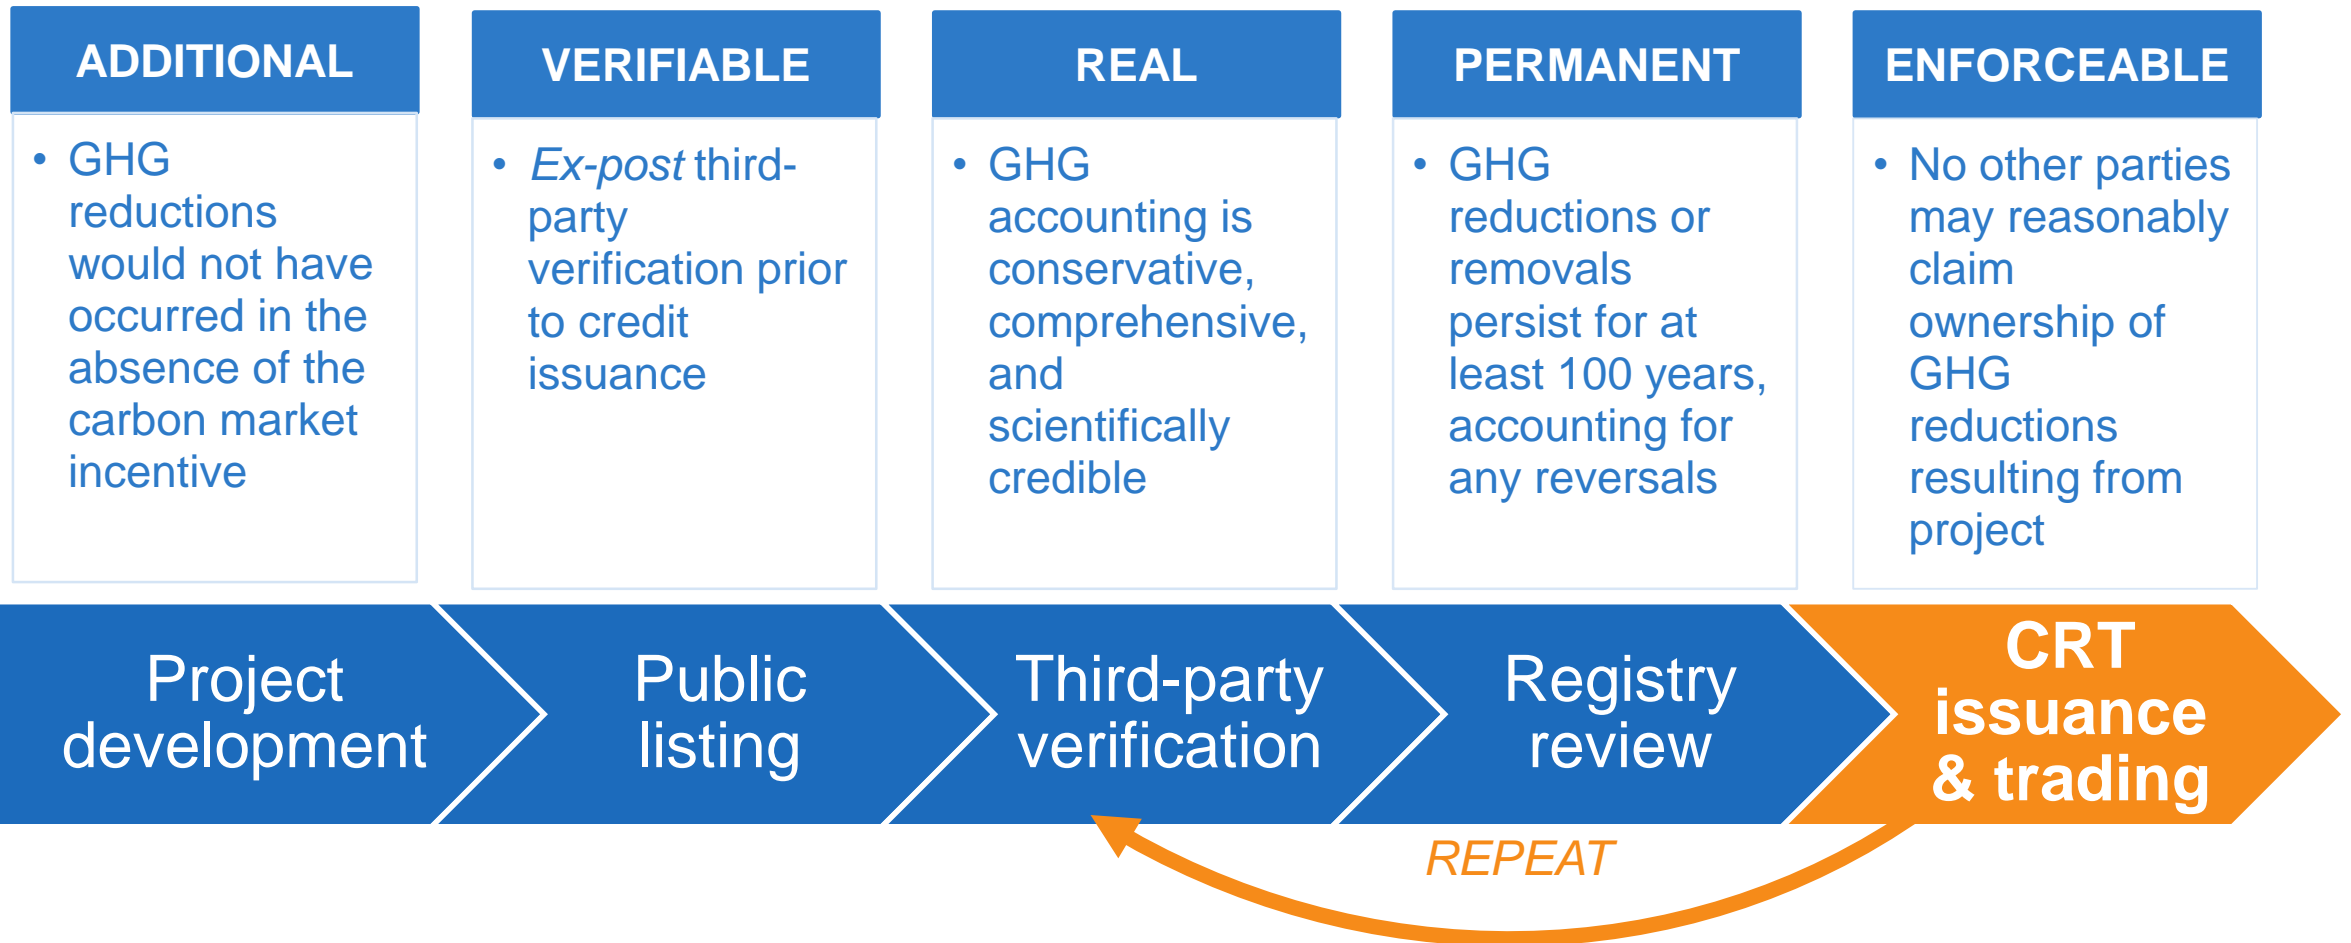 ADDITIONAL
• GHG
reductions
would not have
occurred in the
absence of the
carbon market
incentive
VERIFIABLE
• Ex-post third-
party
verification prior
to credit
issuance
REAL
• GHG
accounting is
conservative,
comprehensive,
and
scientifically
credible
PERMANENT
• GHG
reductions or
removals
persist for at
least 100 years,
accounting for
any reversals
ENFORCEABLE
• No other parties
may reasonably
claim
ownership of
GHG
reductions
resulting from
project
Project
development
Public
listing
Third-party
verification
Registry
review
CRT
issuance
& trading
REPEAT